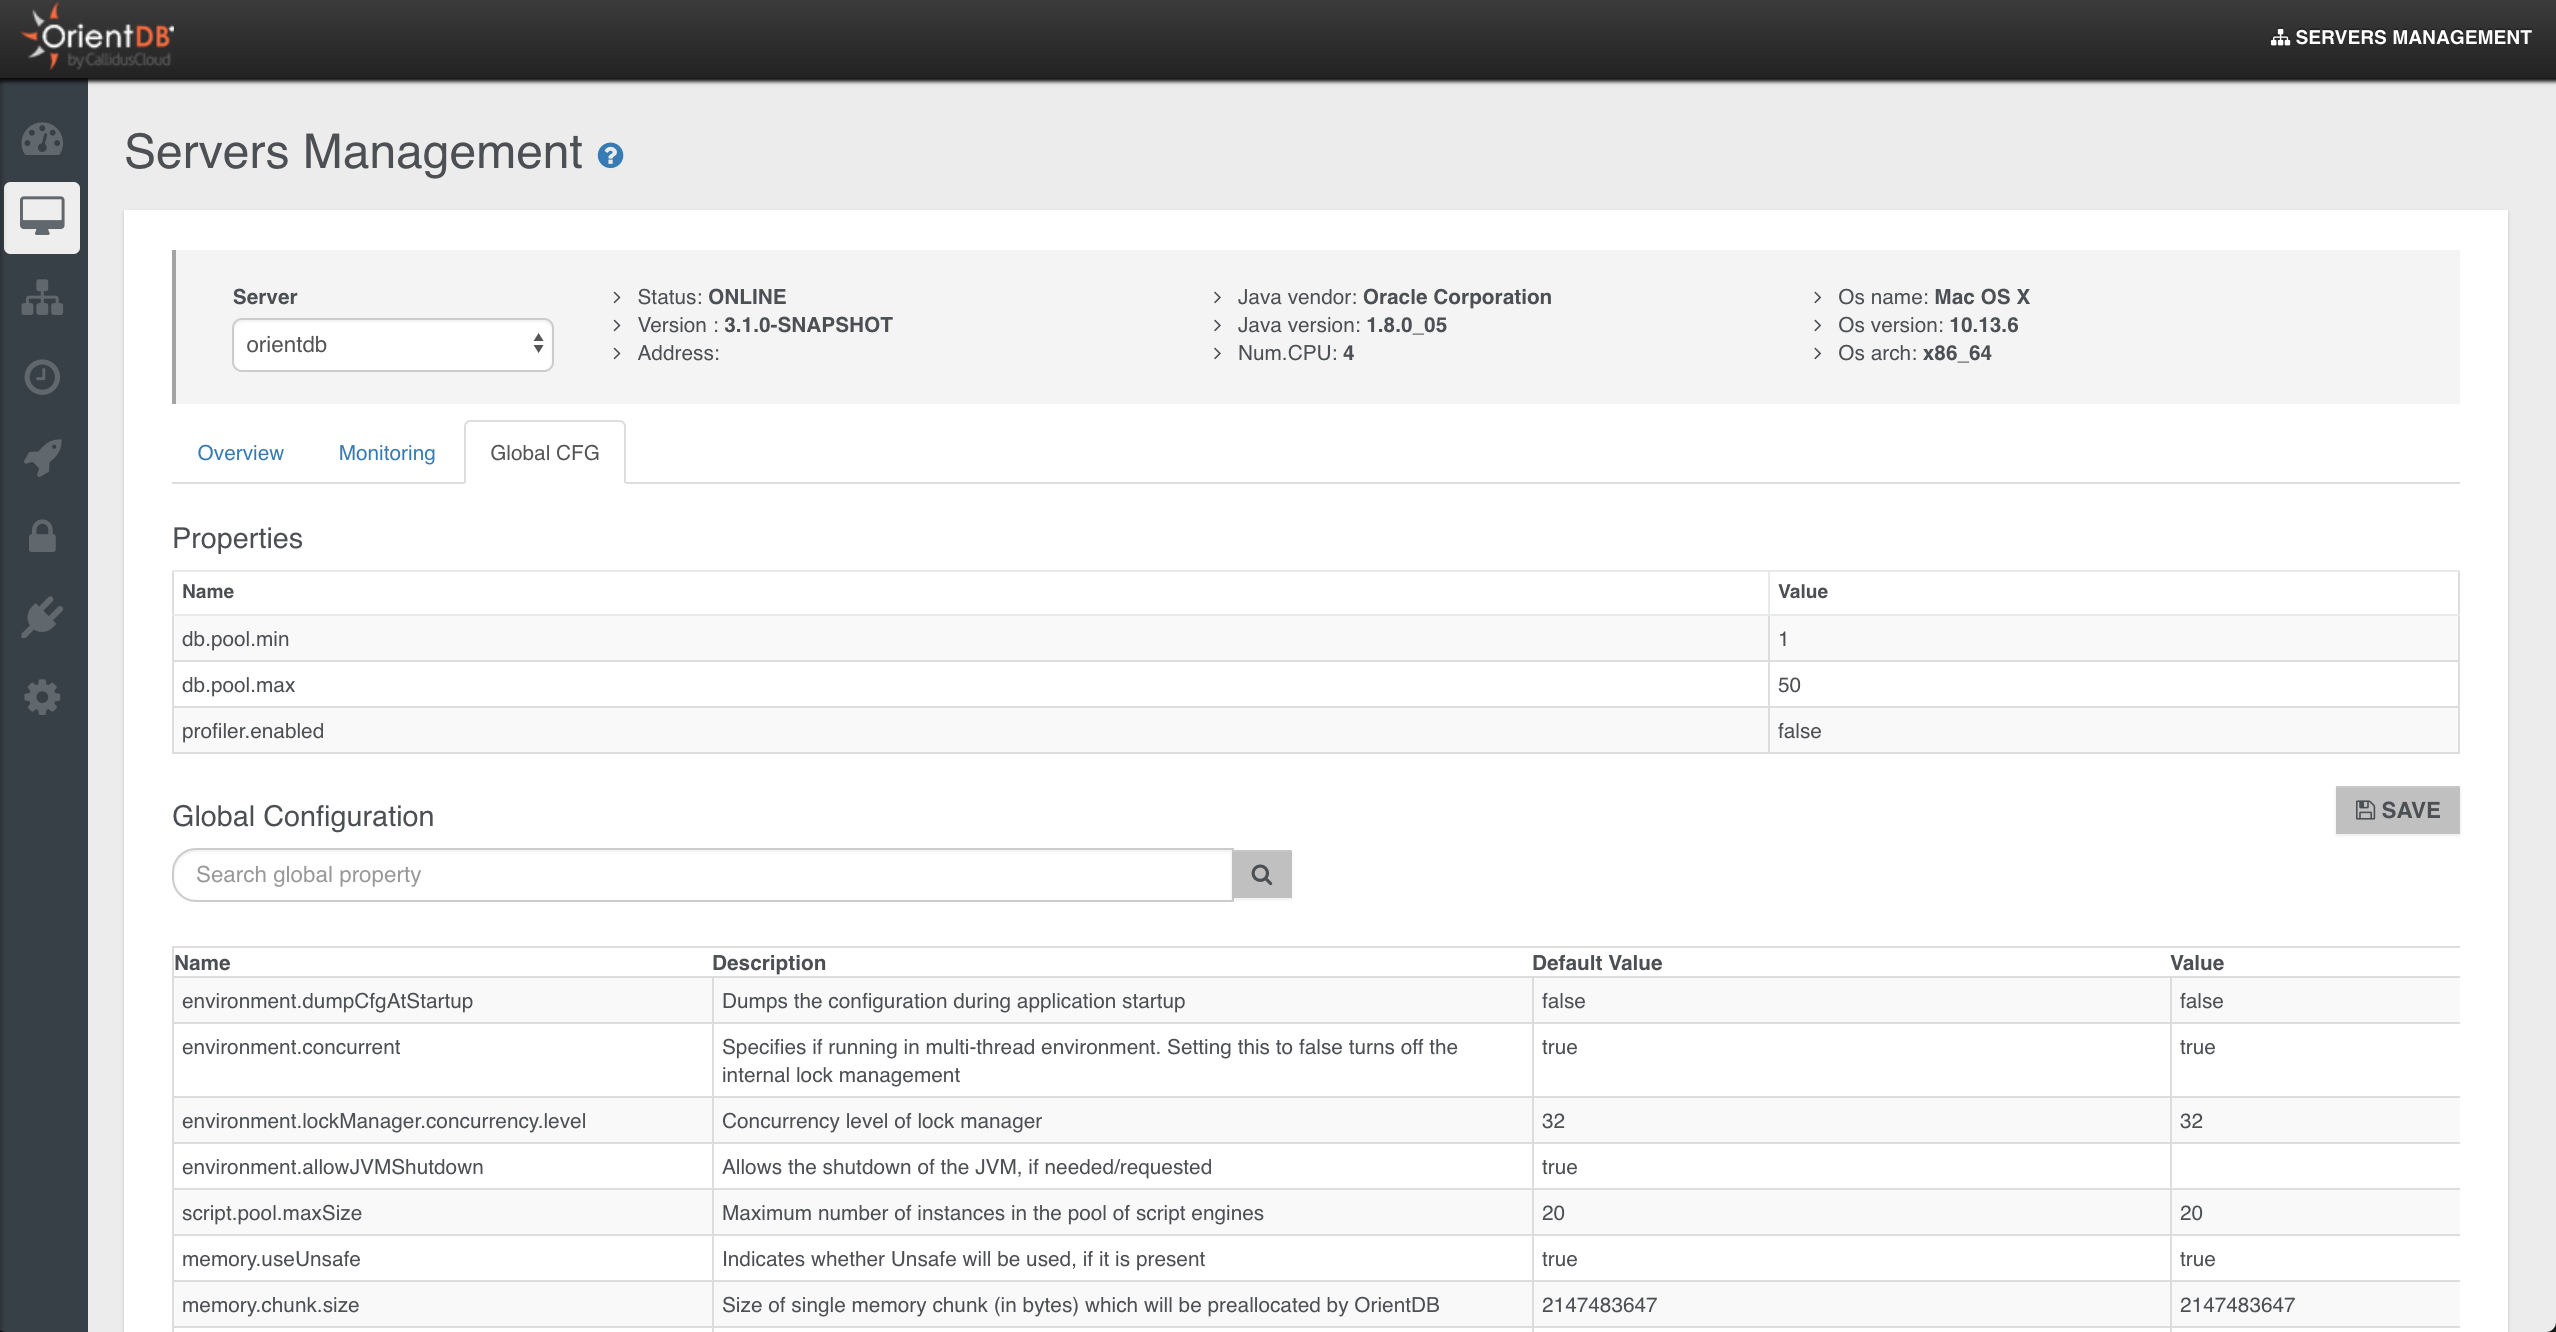 OrientDB
by CallidusCloud
SERVERS MANAGEMENT
Servers Management ?
Server
orientdb
Status: ONLINE
Version : 3.1.0-SNAPSHOT
Address:
Java vendor: Oracle Corporation
Java version: 1.8.0_05
Num.CPU: 4
Os name: Mac OS X
Os version: 10.13.6
Os arch: x86_64
Overview Monitoring Global CFG
Properties
Name Value
db.pool.min 1
db.pool.max 50
profiler.enabled false
Global Configuration
SAVE
Search global property
Name Description Default Value Value
environment.dumpCfgAtStartup Dumps the configuration during application startup false false
environment.concurrent Specifies if running in multi-thread environment. Setting this to false turns off the true true
internal lock management
environment.lockManager.concurrency.level Concurrency level of lock manager 32 32
environment.allowJVMShutdown Allows the shutdown of the JVM, if needed/requested true
script.pool.maxSize Maximum number of instances in the pool of script engines 20 20
memory.useUnsafe Indicates whether Unsafe will be used, if it is present true true
memory.chunk.size Size of single memory chunk (in bytes) which will be preallocated by OrientDB 2147483647 2147483647